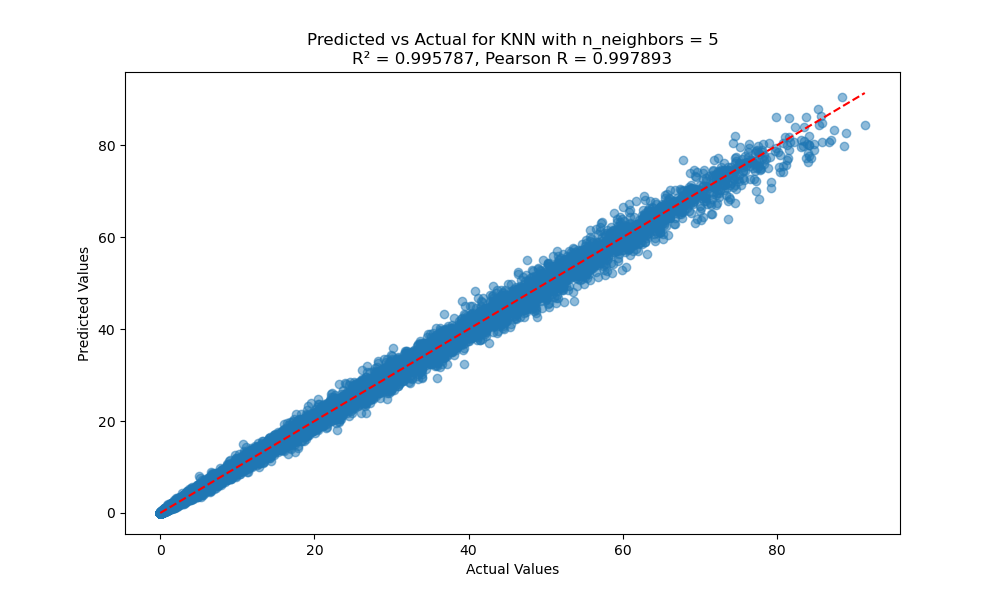 Predicted vs Actual for KNN with n_neighbors = 5
R² = 0.995787, Pearson R = 0.997893
Predicted Values
80
60
40
20
0
0 20 40 60 80
Actual Values